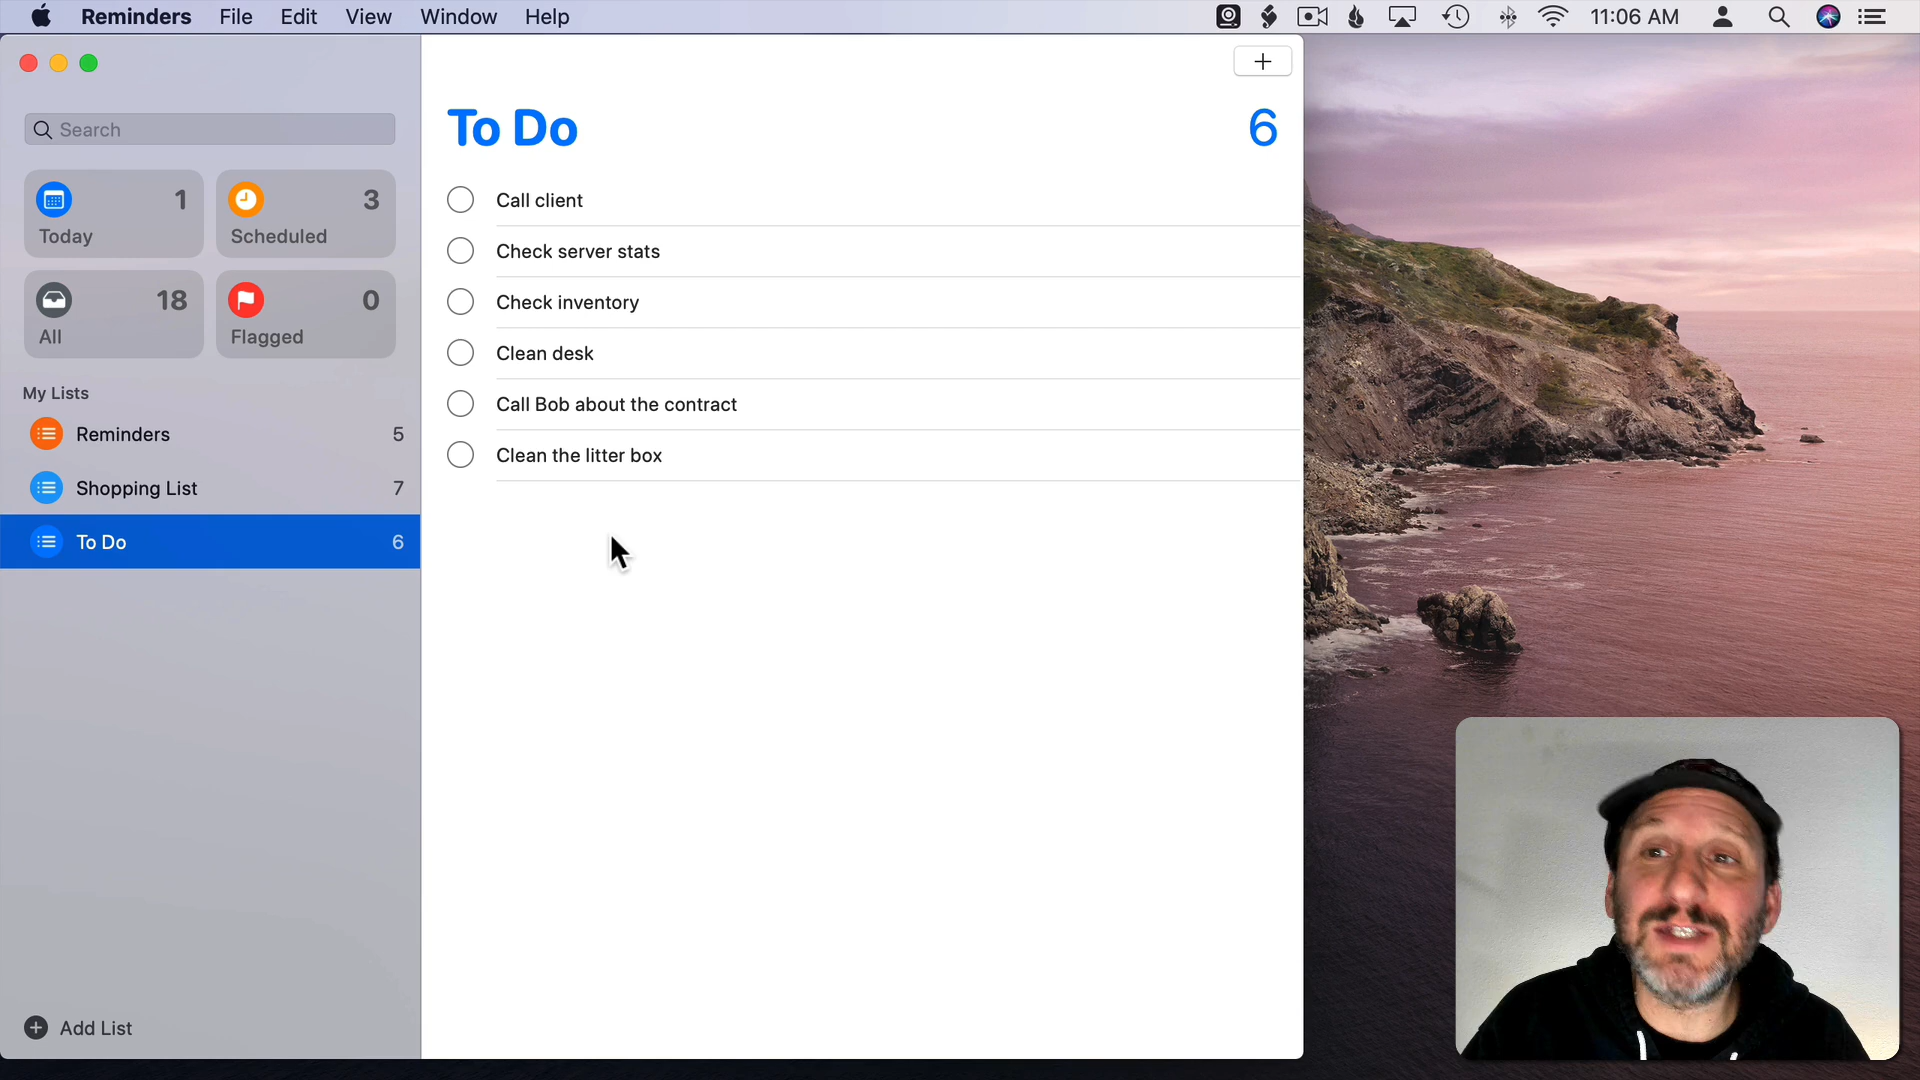 Reminders File Edit View Window Help 11:06 AM
Search
1
Today
3
Scheduled
18
All
0
Flagged
My Lists
Reminders 5
Shopping List 7
To Do 6
Add List
To Do 6
Call client
Check server stats
Check inventory
Clean desk
Call Bob about the contract
Clean the litter box